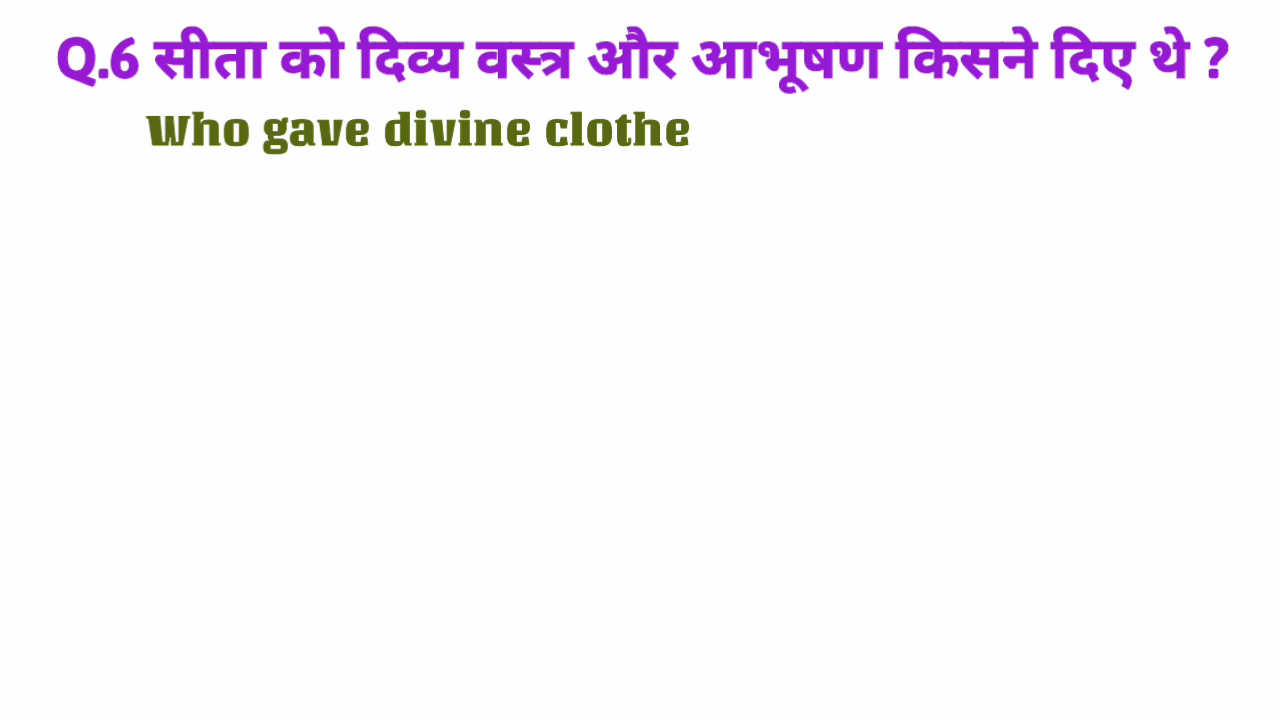 Q.6 सीता को दिव्य वस्त्र और आभूषण किसने दिए थे ?
Who gave divine clothe